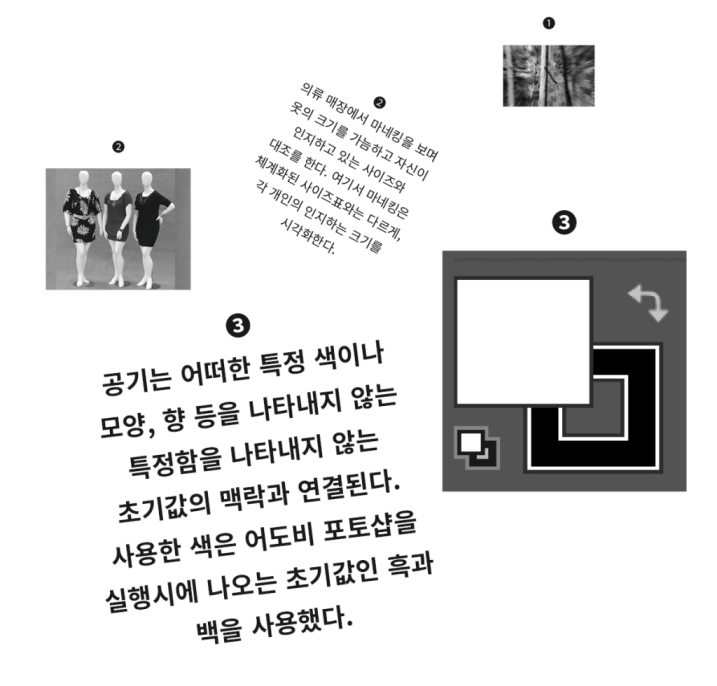 ❶
❷
의류 매장에서 마네킹을 보며
옷의 크기를 가늠하고 자신이
인지하고 있는 사이즈와
대조를 한다. 여기서 마네킹은
체계화된 사이즈표와는 다르게,
각 개인의 인지하는 크기를
시각화한다.
❷
❸
❸
공기는 어떠한 특정 색이나
모양, 향 등을 나타내지 않는
특정함을 나타내지 않는
초기값의 맥락과 연결된다.
사용한 색은 어도비 포토샵을
실행시에 나오는 초기값인 흑과
백을 사용했다.